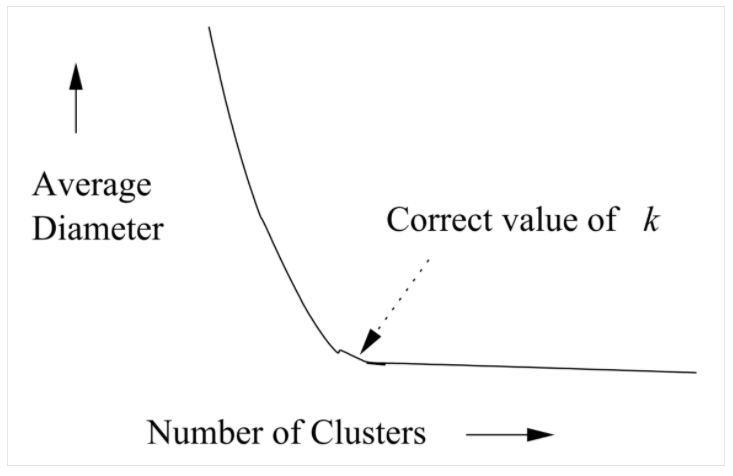 Average
Diameter
Correct value of k
Number of Clusters